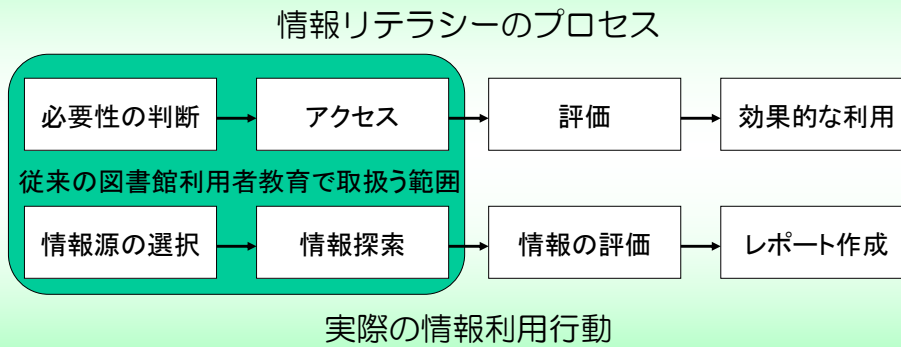 情報リテラシーのプロセス
必要性の判断 アクセス 評価 効果的な利用
従来の図書館利用者教育で取扱う範囲
情報源の選択 情報探索 情報の評価 レポート作成
実際の情報利用行動